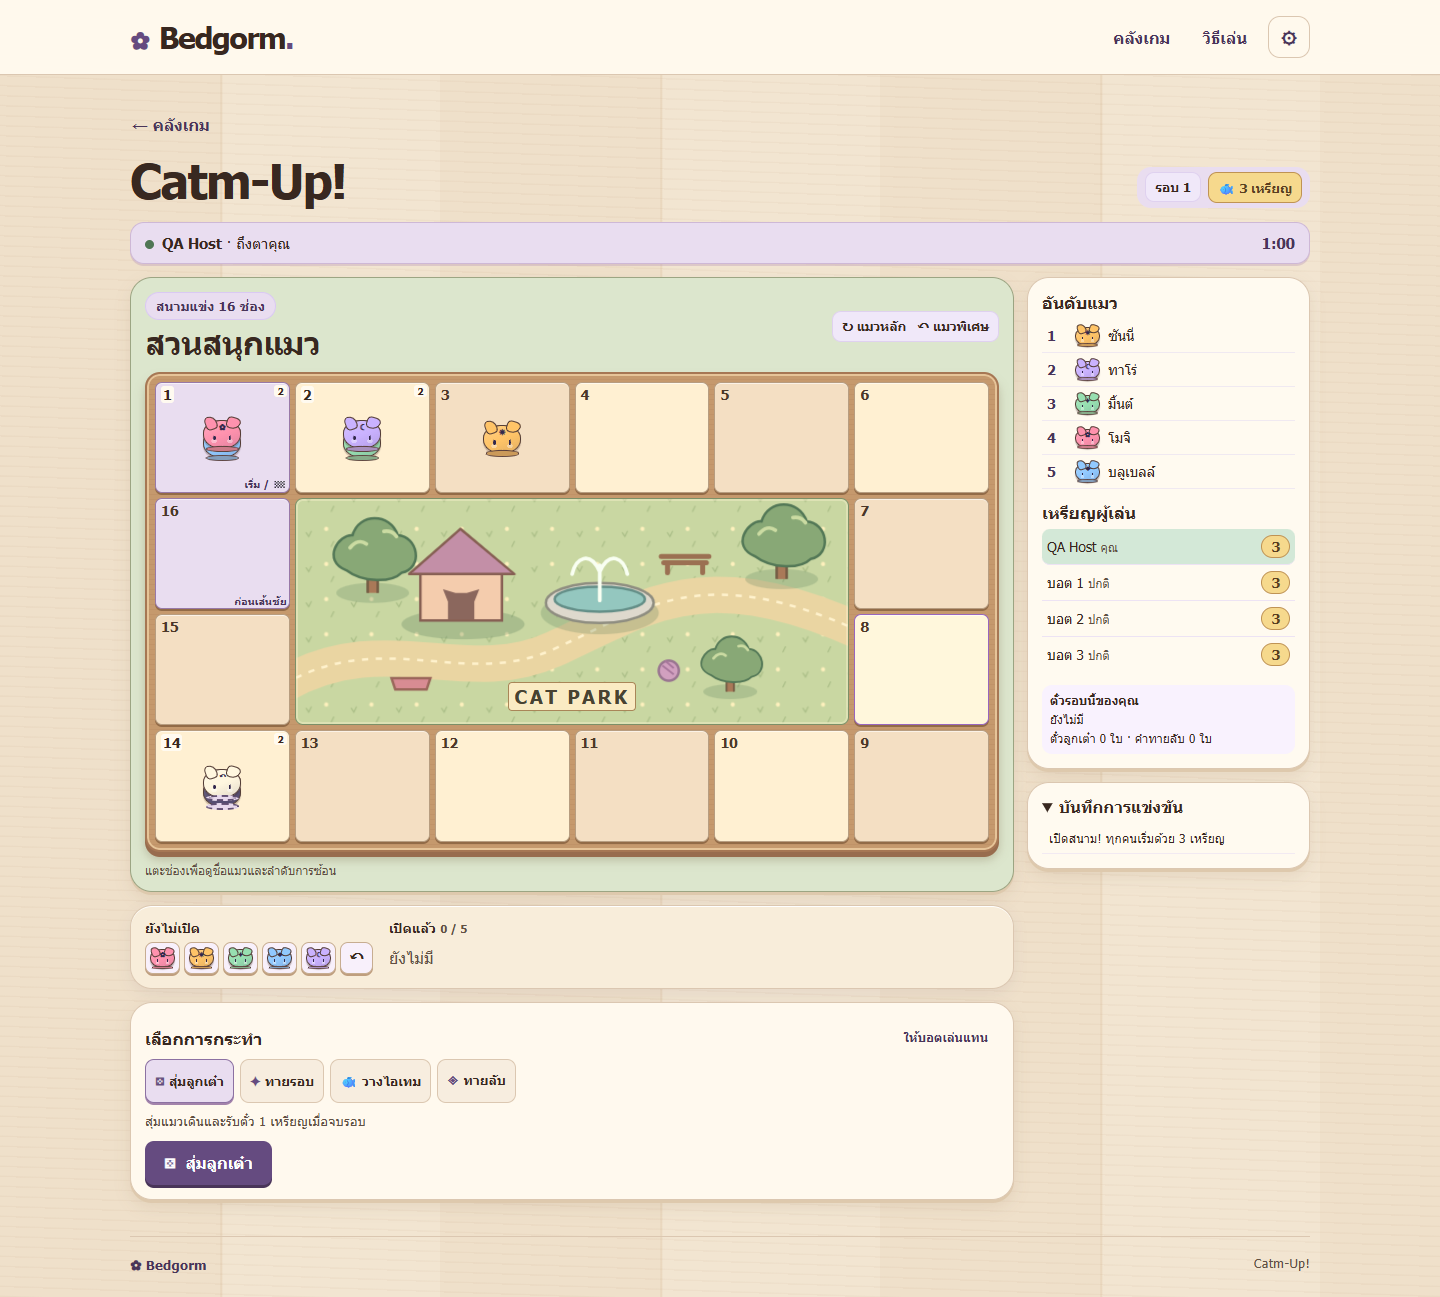 ✿ Bedgorm.
คลังเกม วิธีเล่น ⚙
← คลังเกม
Catm-Up!
รอบ 1 🐟 3 เหรียญ
QA Host · ถึงตาคุณ 1:00
สนามแข่ง 16 ช่อง
สวนสนุกแมว
↻ แมวหลัก ↶ แมวพิเศษ
1 2 2 2 3 4 5 6
เริ่ม /
16 7
ก่อนเส้นชัย
15 8
CAT PARK
14 2 13 12 11 10 9
แตะช่องเพื่อดูชื่อแมวและลำดับการซ้อน
อันดับแมว
1 ซันนี่
2 ทาโร่
3 มิ้นต์
4 โมจิ
5 บลูเบลล์
เหรียญผู้เล่น
QA Host คุณ 3
บอต 1 ปกติ 3
บอต 2 ปกติ 3
บอต 3 ปกติ 3
ตั๋วรอบนี้ของคุณ
ยังไม่มี
ตั๋วลูกเต๋า 0 ใบ · คำทายลับ 0 ใบ
▼ บันทึกการแข่งขัน
เปิดสนาม! ทุกคนเริ่มด้วย 3 เหรียญ
ยังไม่เปิด
↶
เปิดแล้ว 0 / 5
ยังไม่มี
เลือกการกระทำ ให้บอตเล่นแทน
⚄ สุ่มลูกเต๋า ✦ ทายรอบ 🐟 วางไอเทม ◈ ทายลับ
สุ่มแมวเดินและรับตั๋ว 1 เหรียญเมื่อจบรอบ
⚄ สุ่มลูกเต๋า
✿ Bedgorm
Catm-Up!